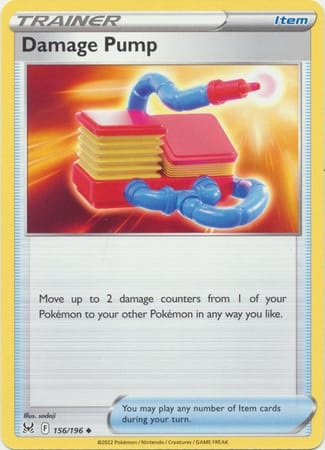 TRAINER
Item
Damage Pump
Move up to 2 damage counters from 1 of your
Pokémon to your other Pokémon in any way you like.
Illus. sadaji
F 156/196
You may play any number of Item cards
during your turn.
©2022 Pokémon / Nintendo / Creatures / GAME FREAK